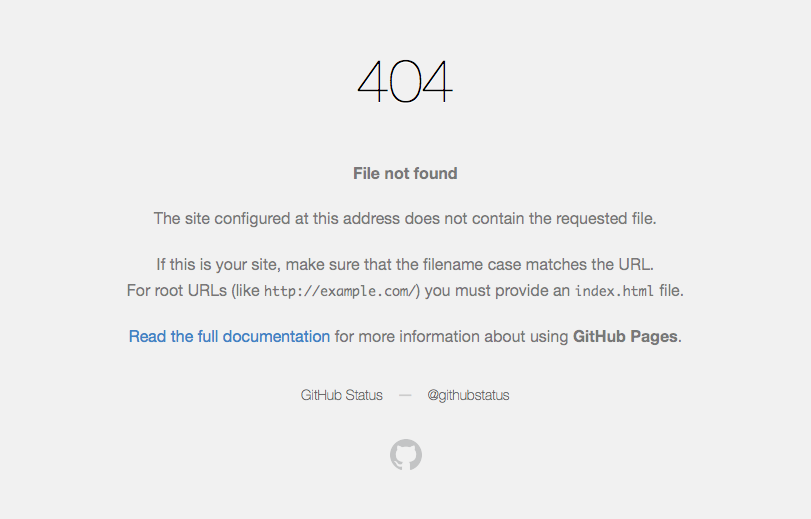 404
File not found
The site configured at this address does not contain the requested file.
If this is your site, make sure that the filename case matches the URL.
For root URLs (like http://example.com/) you must provide an index.html file.
Read the full documentation for more information about using GitHub Pages.
GitHub Status — @githubstatus